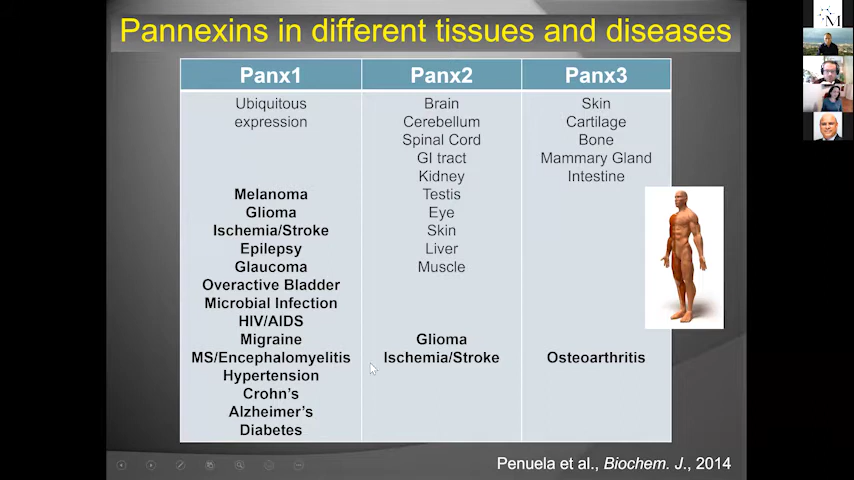 Pannexins in different tissues and diseases
Panx1
Ubiquitous
expression
Melanoma
Glioma
Ischemia/Stroke
Epilepsy
Glaucoma
Overactive Bladder
Microbial Infection
HIV/AIDS
Migraine
MS/Encephalomyelitis
Hypertension
Crohn's
Alzheimer's
Diabetes
Panx2
Brain
Cerebellum
Spinal Cord
GI tract
Kidney
Testis
Eye
Skin
Liver
Muscle
Glioma
Ischemia/Stroke
Panx3
Skin
Cartilage
Bone
Mammary Gland
Intestine
Osteoarthritis
Penuela et al., Biochem. J., 2014
M